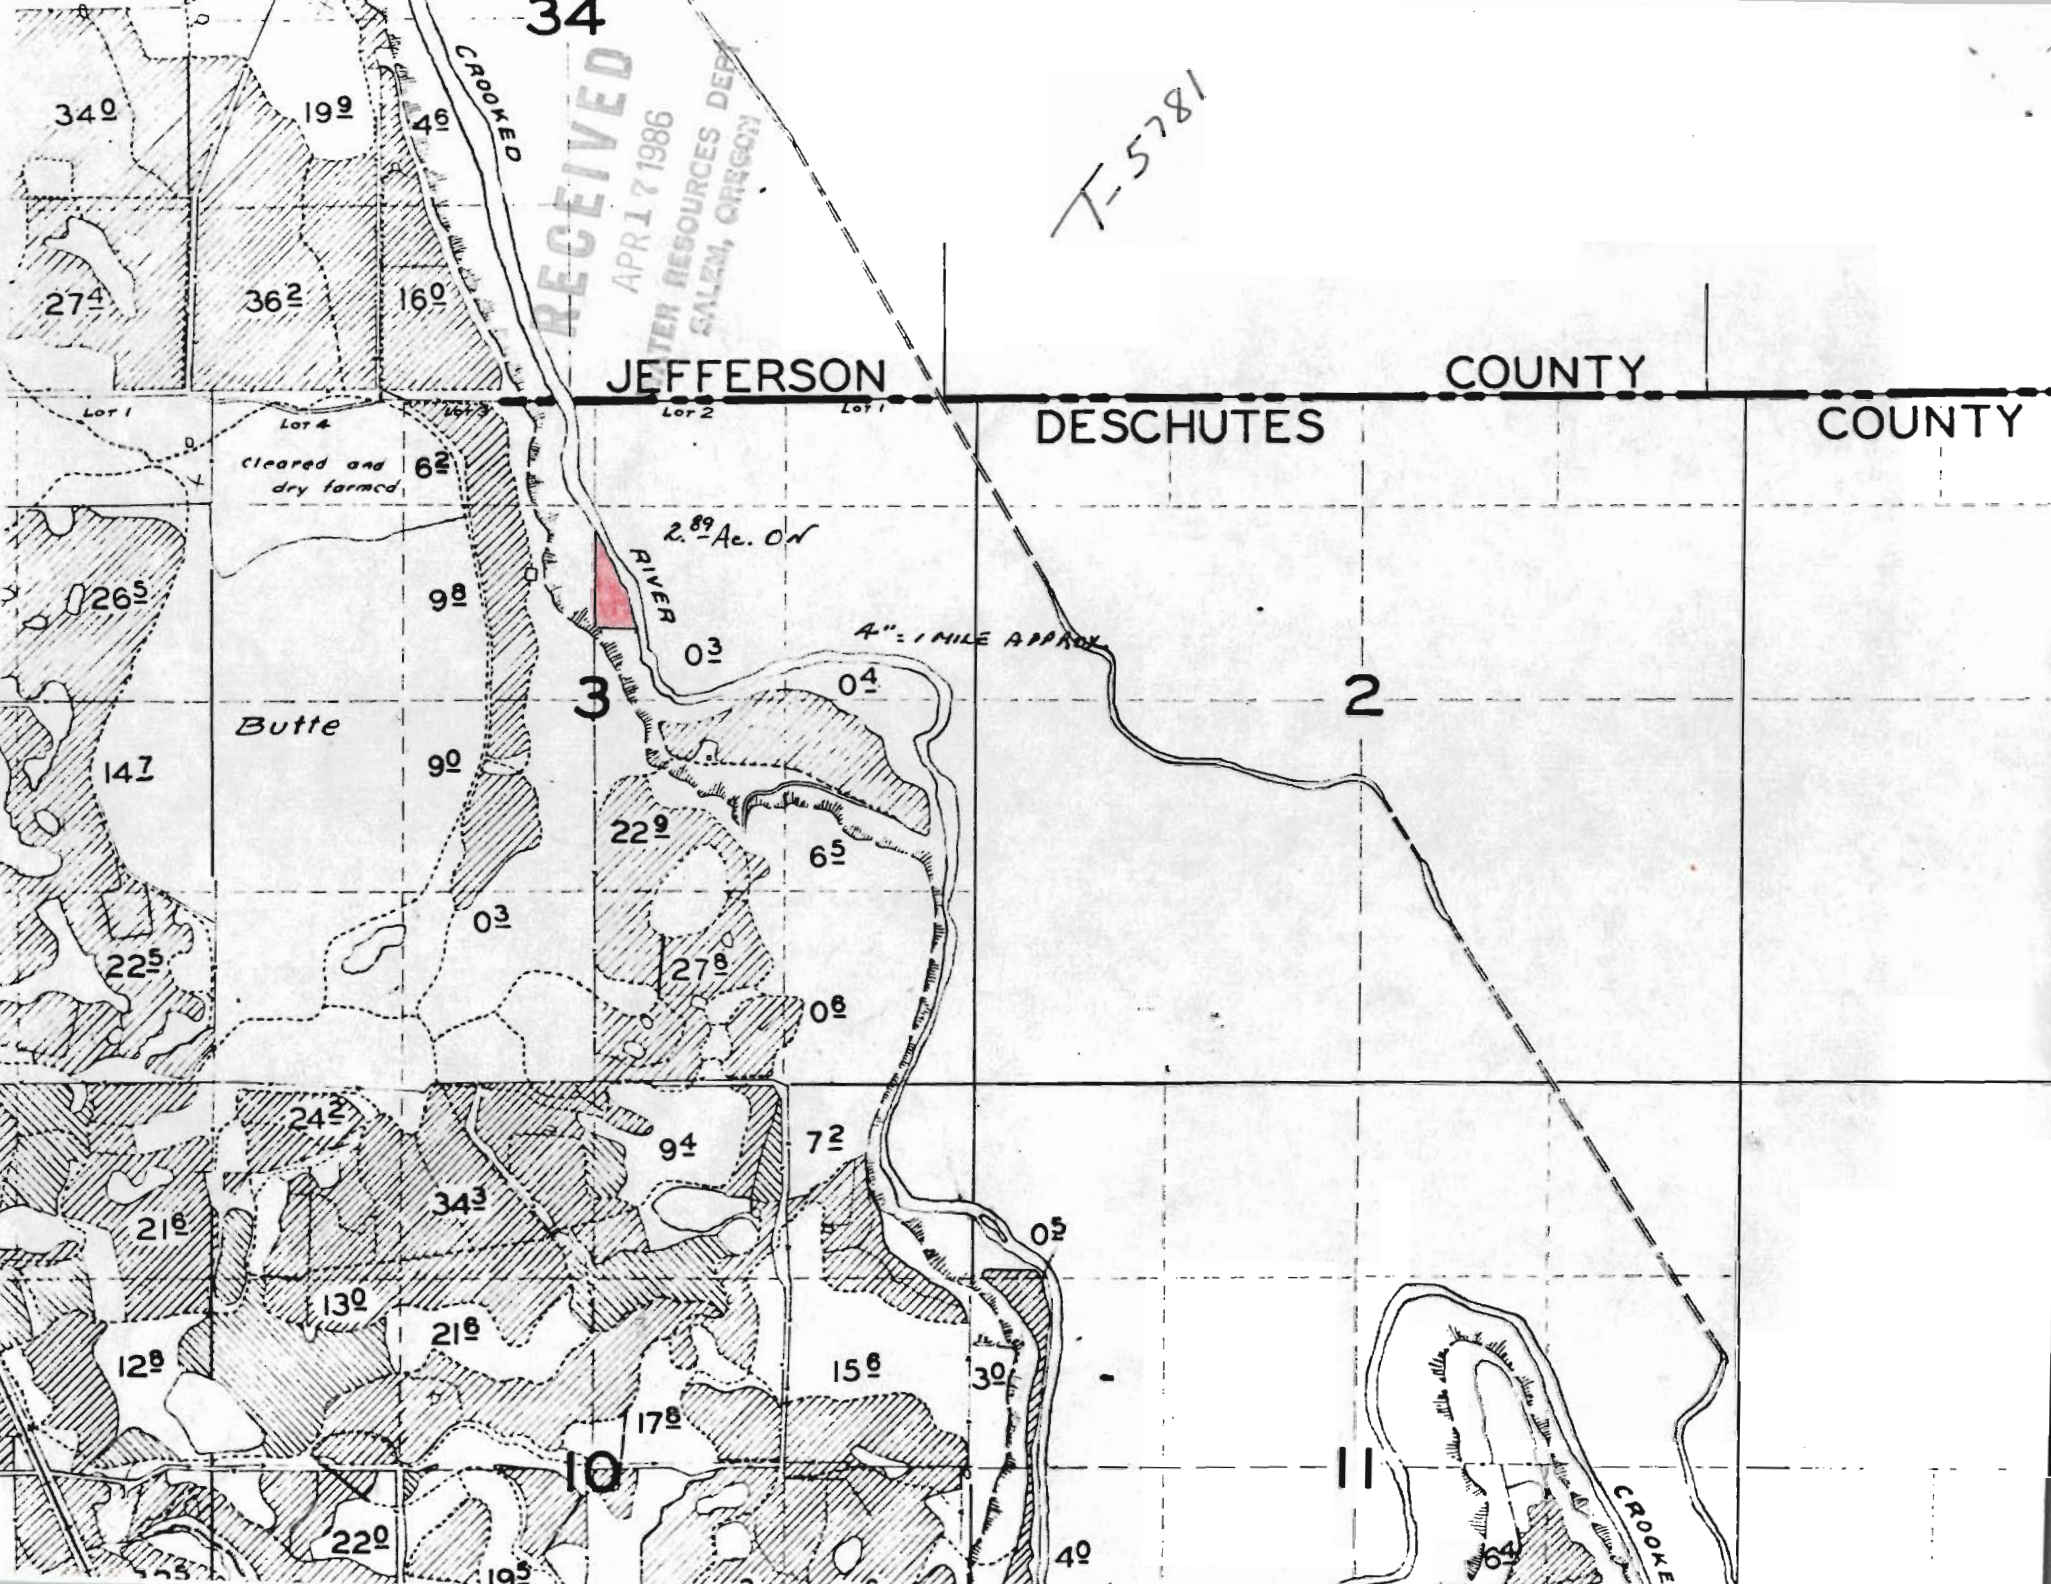 34
CROOKED
RECEIVED
APR 17 1986
WATER RESOURCES DEPT
SALEM, OREGON
T-5781
34 0
19 9
4 6
27 4
36 2
16 0
JEFFERSON COUNTY
DESCHUTES COUNTY
LOT 1
LOT 4
LOT 3
LOT 2
LOT 1
Cleared and
dry farmed
6 2
2.89 Ac. ON
RIVER
26 5
9 8
4" = 1 MILE APPROX.
0 3
0 4
3
2
Butte
14 7
9 0
22 9
6 5
0 3
22 5
27 8
0 6
24 2
9 4
7 2
34 3
21 6
0 5
13 0
21 6
12 8
15 6
3 0
17 8
10
11
CROOKE
22 0
4 0
6 4
19 5